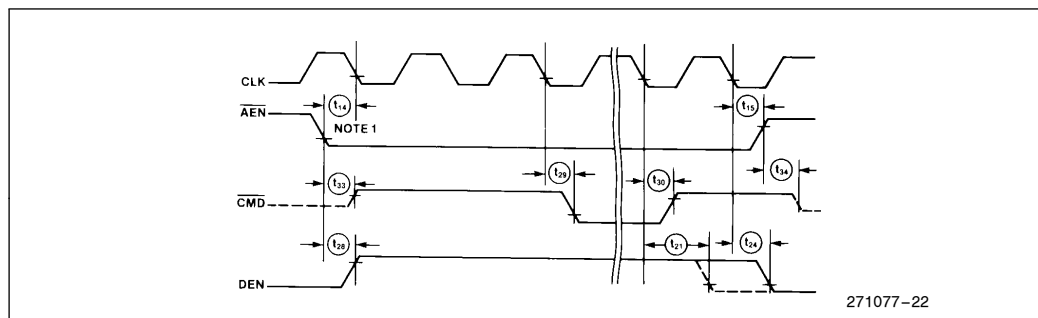 CLK
t15
AEN
t14
NOTE 1
t29
t30
t34
t33
CMD
t21
t24
t28
DEN
271077-22